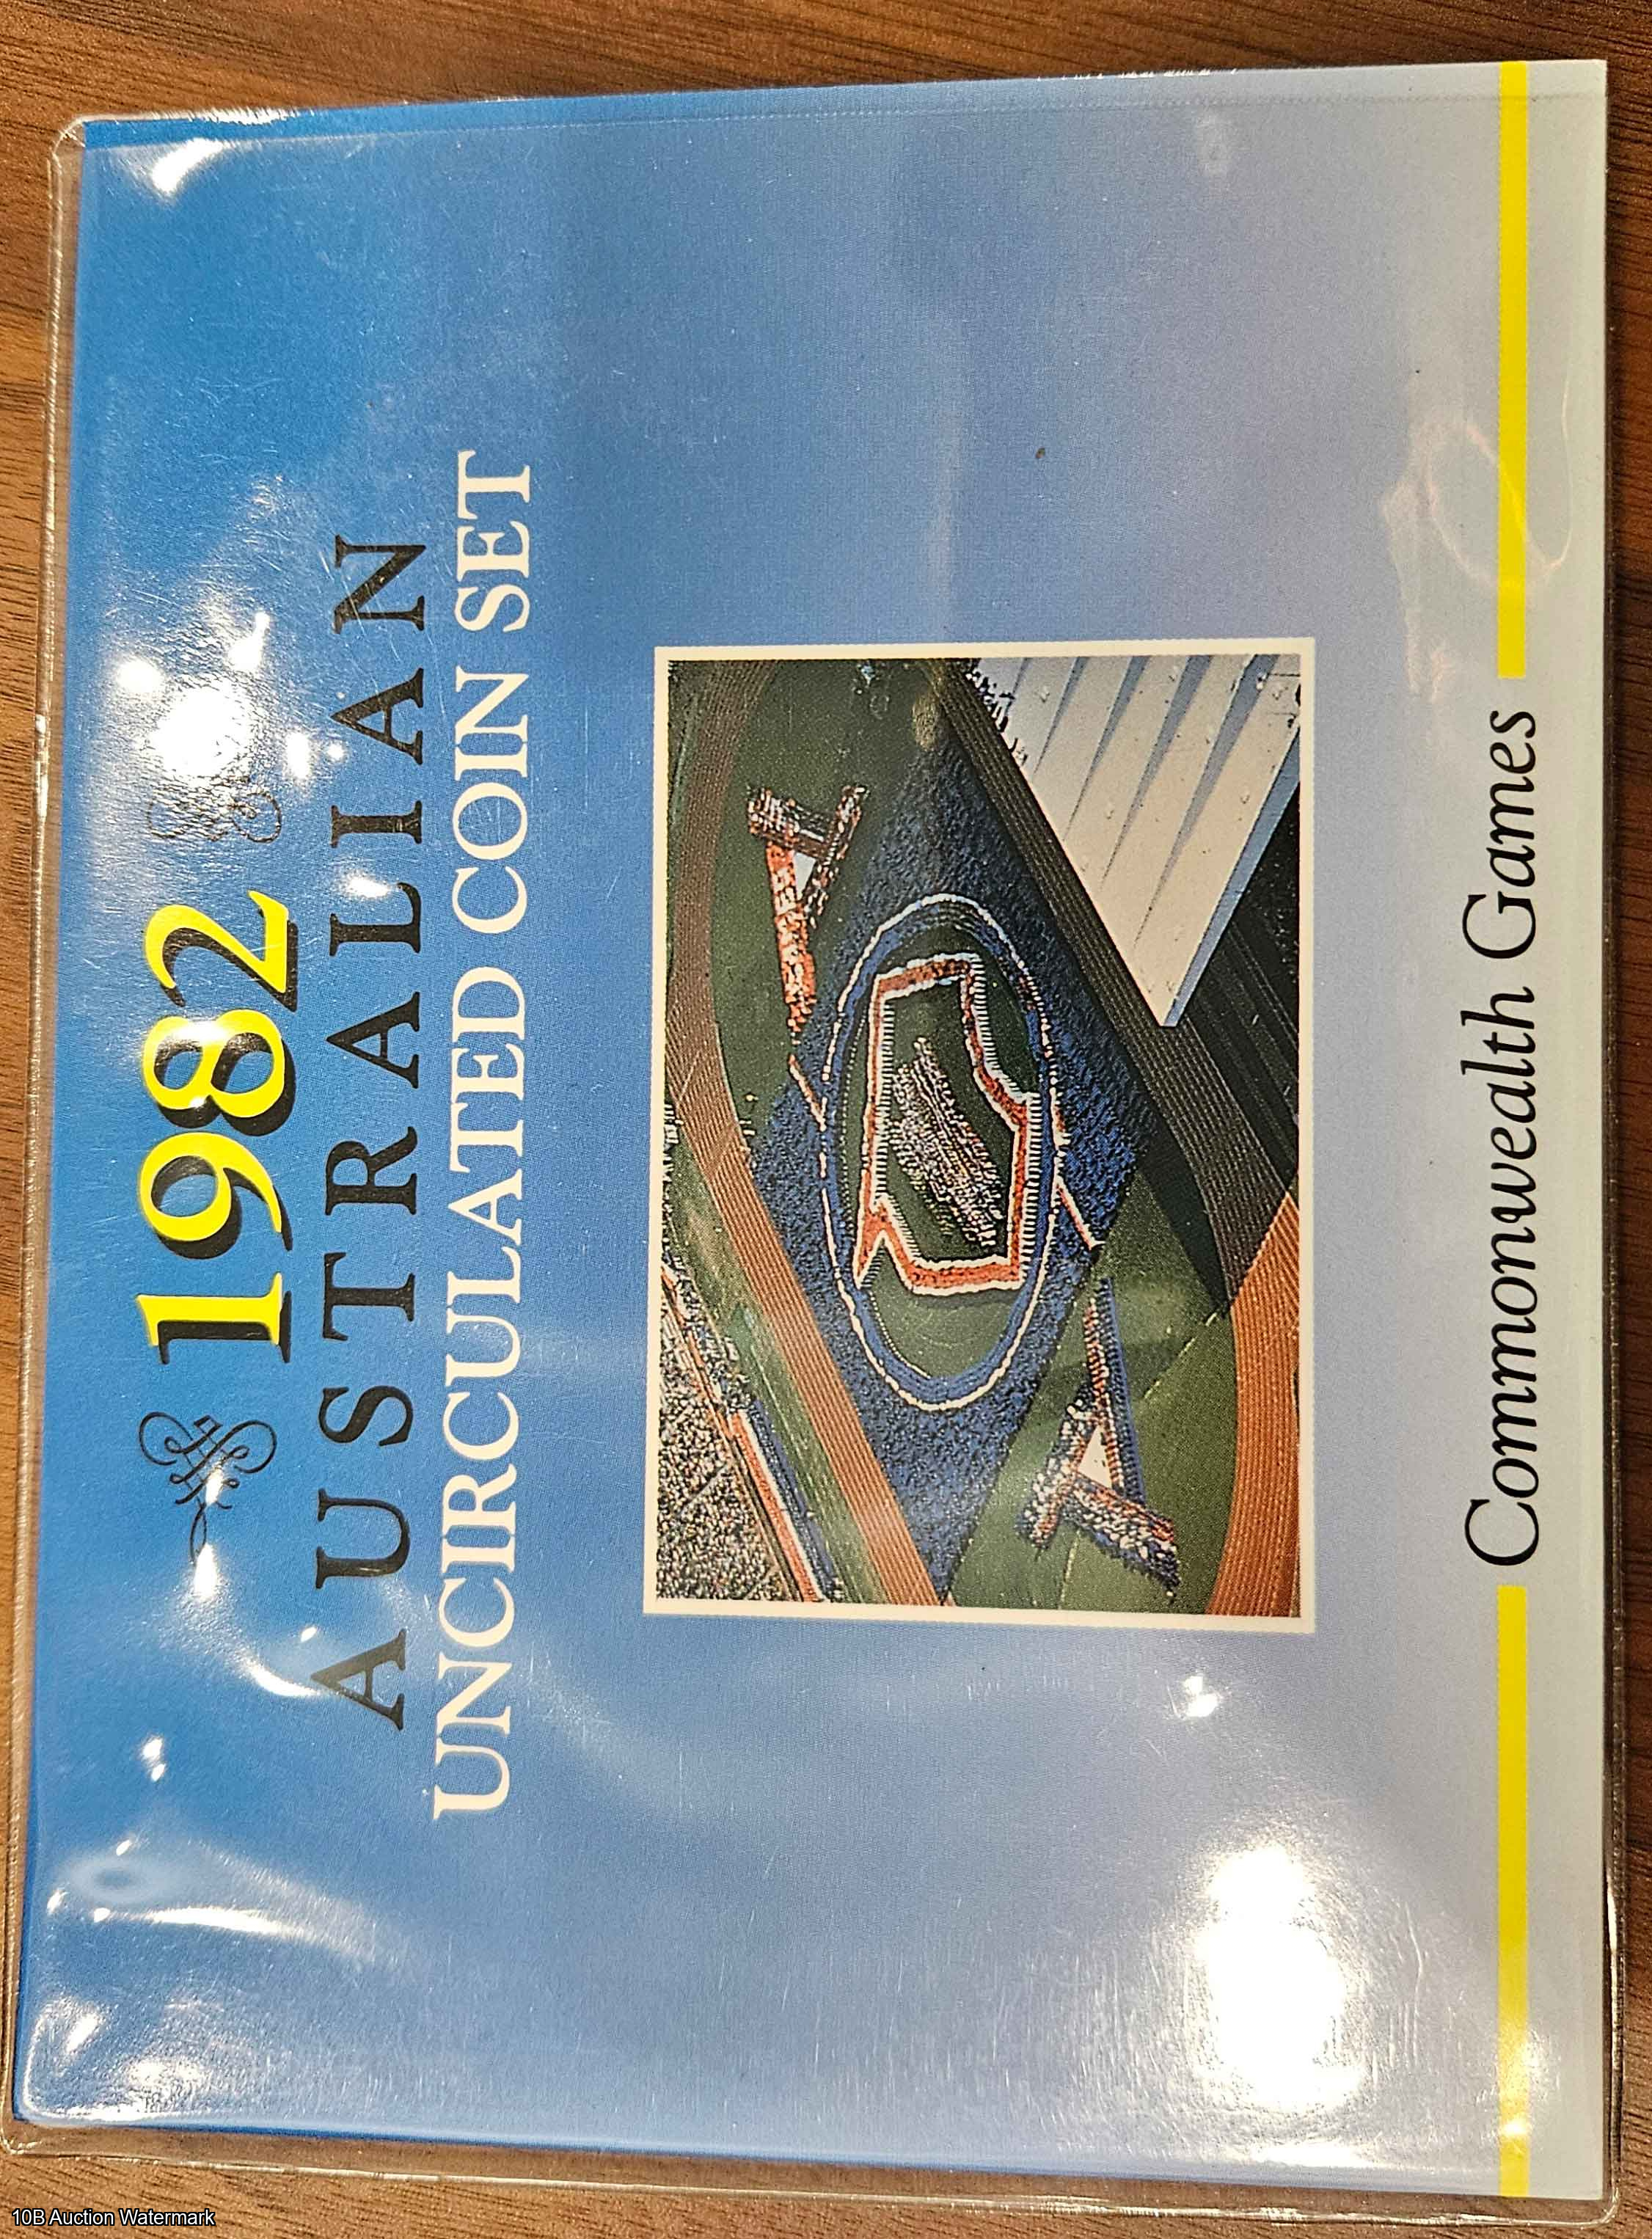 1982
AUSTRALIAN
UNCIRCULATED COIN SET
Commonwealth Games
10B Auction Watermark